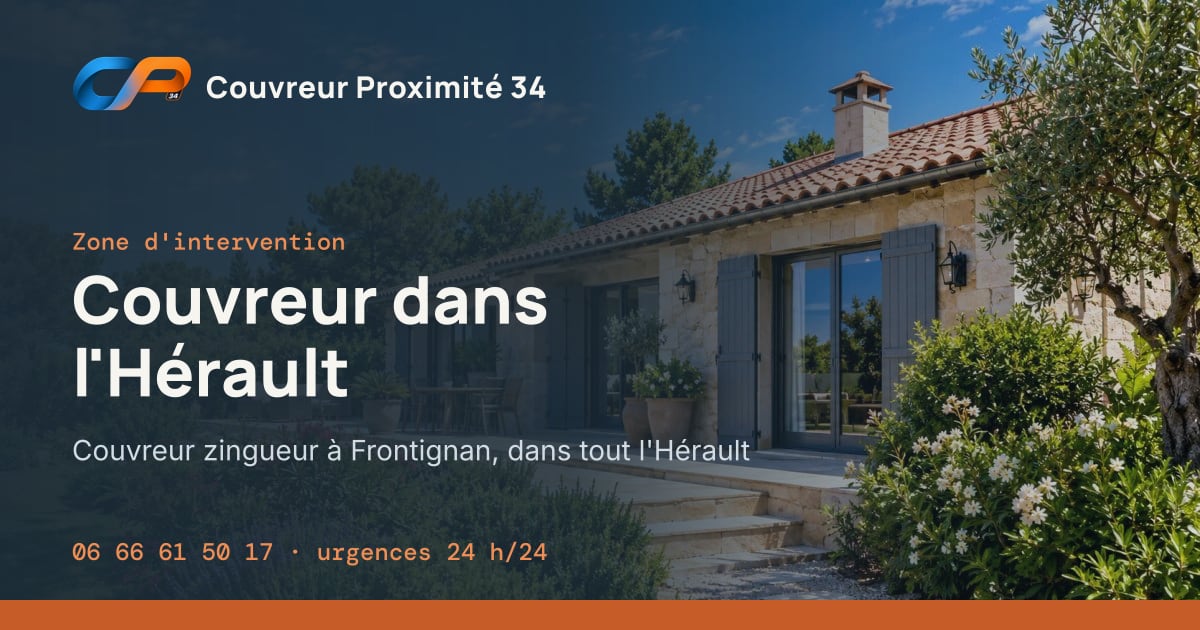 CP 34
Couvreur Proximité 34
Zone d'intervention
Couvreur dans
l'Hérault
Couvreur zingueur à Frontignan, dans tout l'Hérault
06 66 61 50 17 · urgences 24 h/24